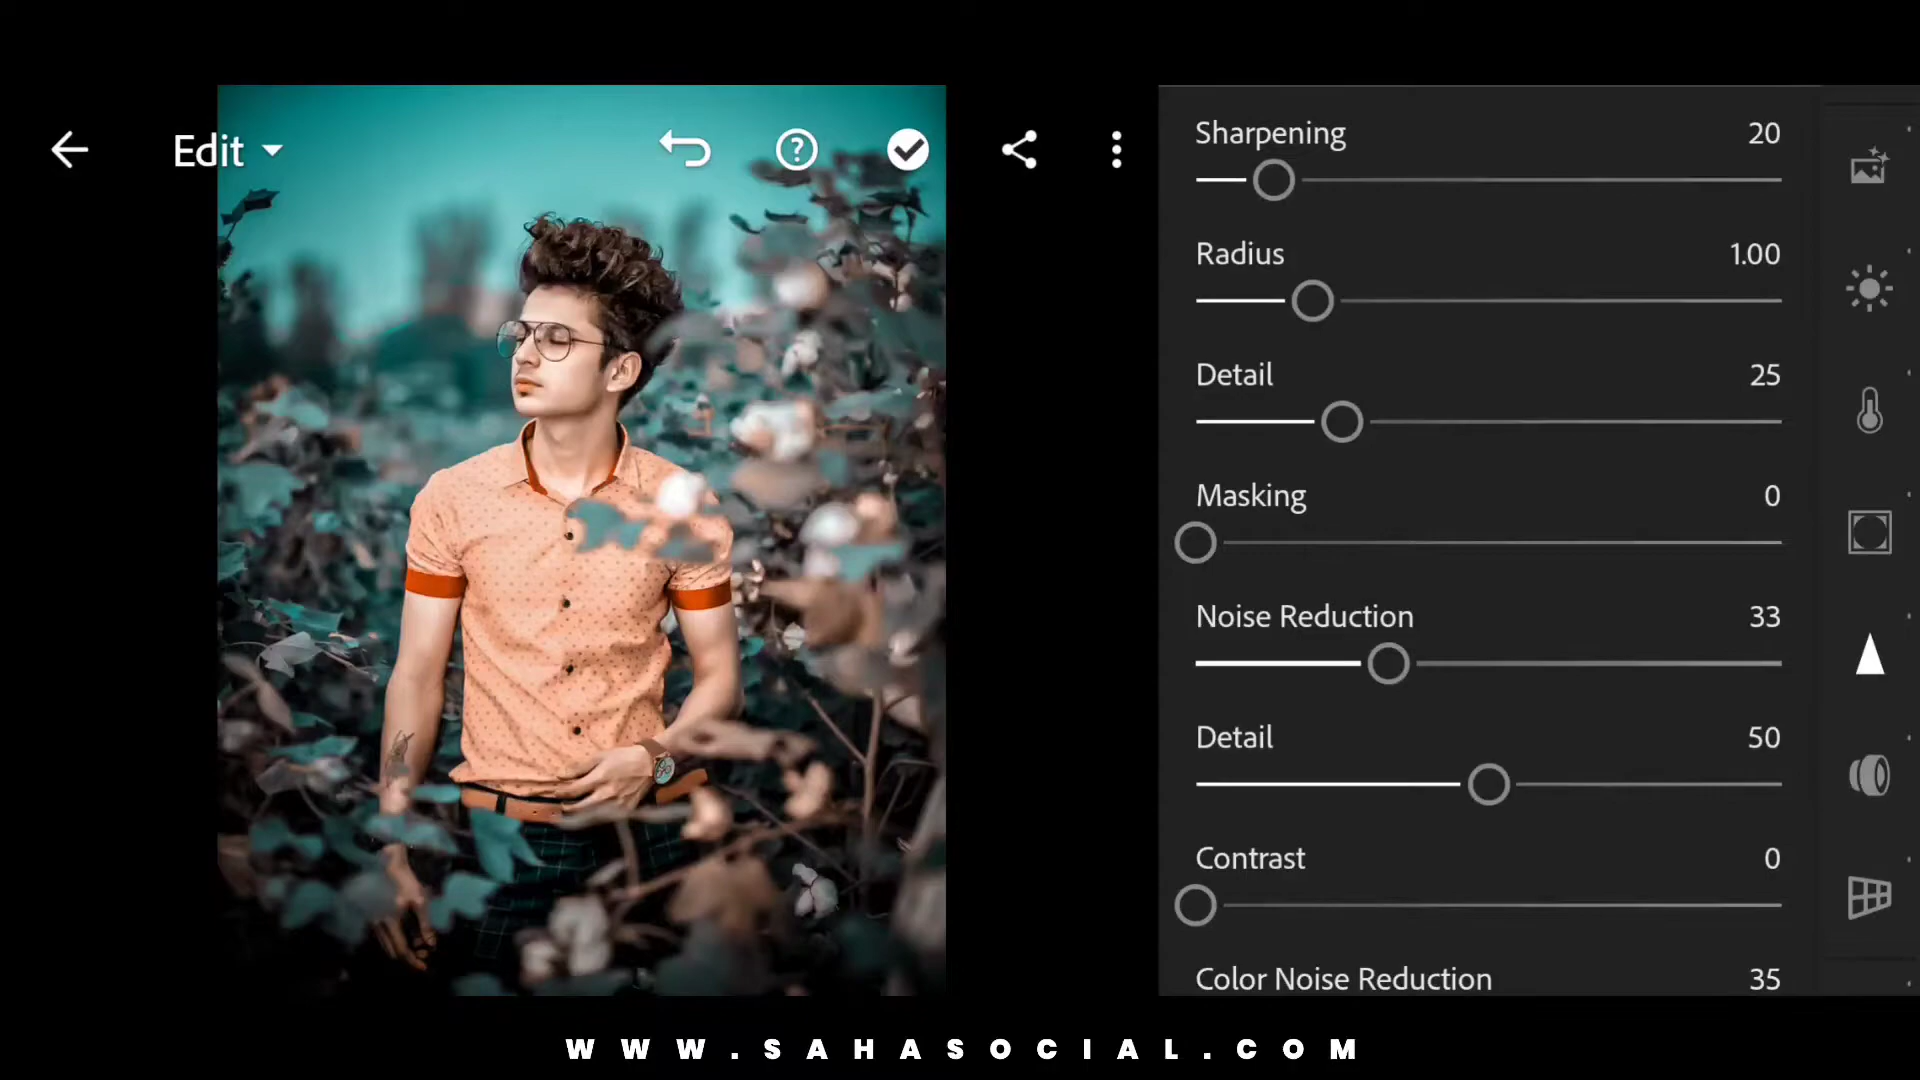 Edit
Sharpening 20
Radius 1.00
Detail 25
Masking 0
Noise Reduction 33
Detail 50
Contrast 0
Color Noise Reduction 35
WWW.SAHASOCIAL.COM